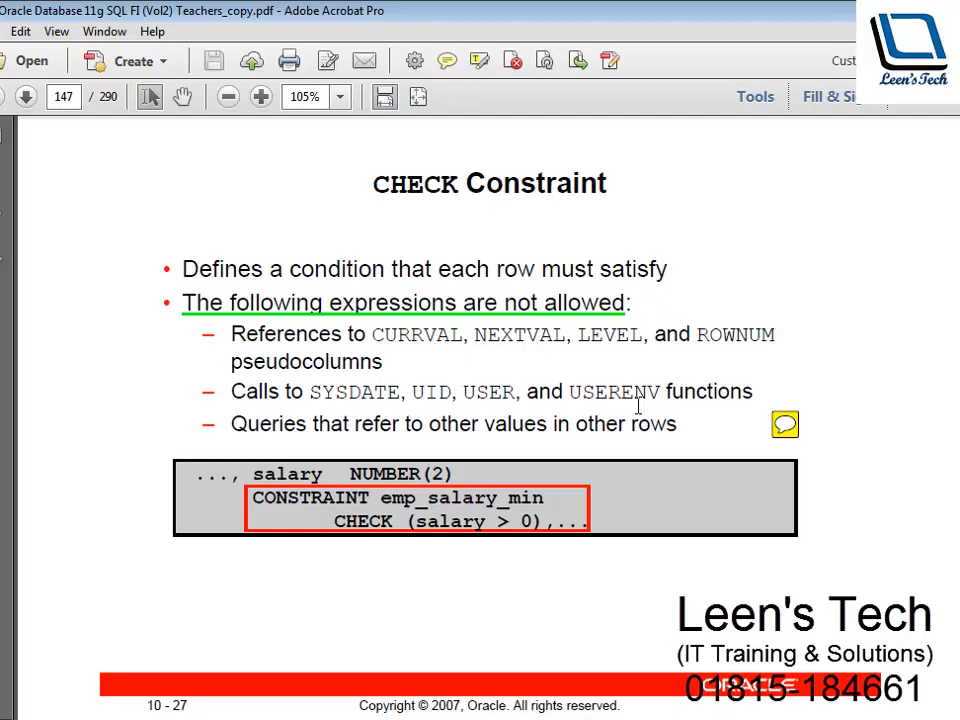 Oracle Database 11g SQL FI (Vol2) Teachers_copy.pdf - Adobe Acrobat Pro
Edit View Window Help
Open Create Cust
147 / 290 105% Tools Fill & Si
Leen'sTech
CHECK Constraint
• Defines a condition that each row must satisfy
• The following expressions are not allowed:
– References to CURRVAL, NEXTVAL, LEVEL, and ROWNUM
pseudocolumns
– Calls to SYSDATE, UID, USER, and USERENV functions
– Queries that refer to other values in other rows
..., salary NUMBER(2)
CONSTRAINT emp_salary_min
CHECK (salary > 0),...
Leen's Tech
(IT Training & Solutions)
ORACLE
01815-184661
10 - 27 Copyright © 2007, Oracle. All rights reserved.